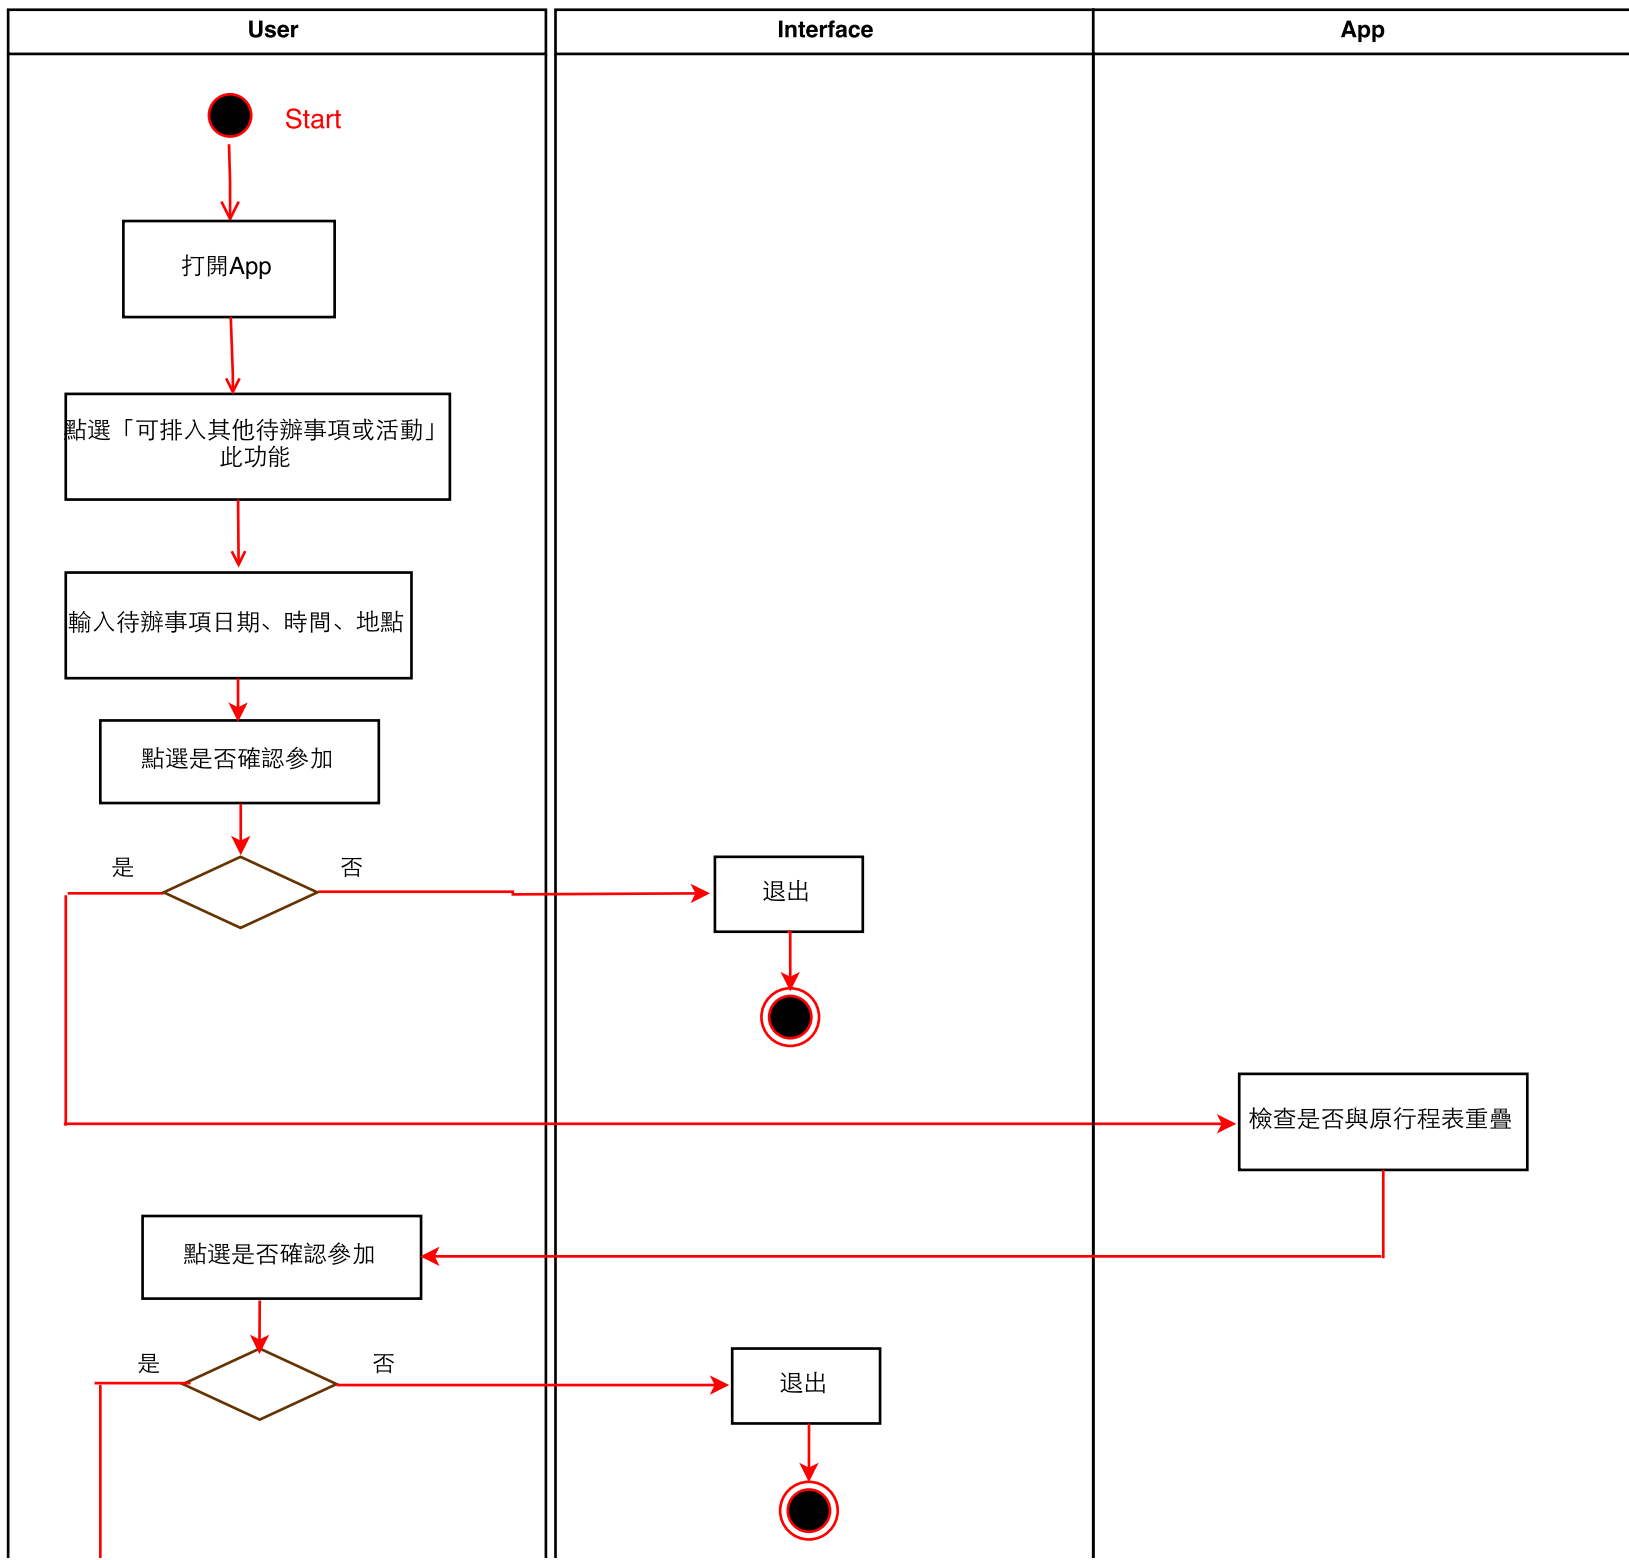 User
Interface
App
Start
打開App
點選「可排入其他待辦事項或活動」
此功能
輸入待辦事項日期、時間、地點
點選是否確認參加
是
否
退出
檢查是否與原行程表重疊
點選是否確認參加
是
否
退出